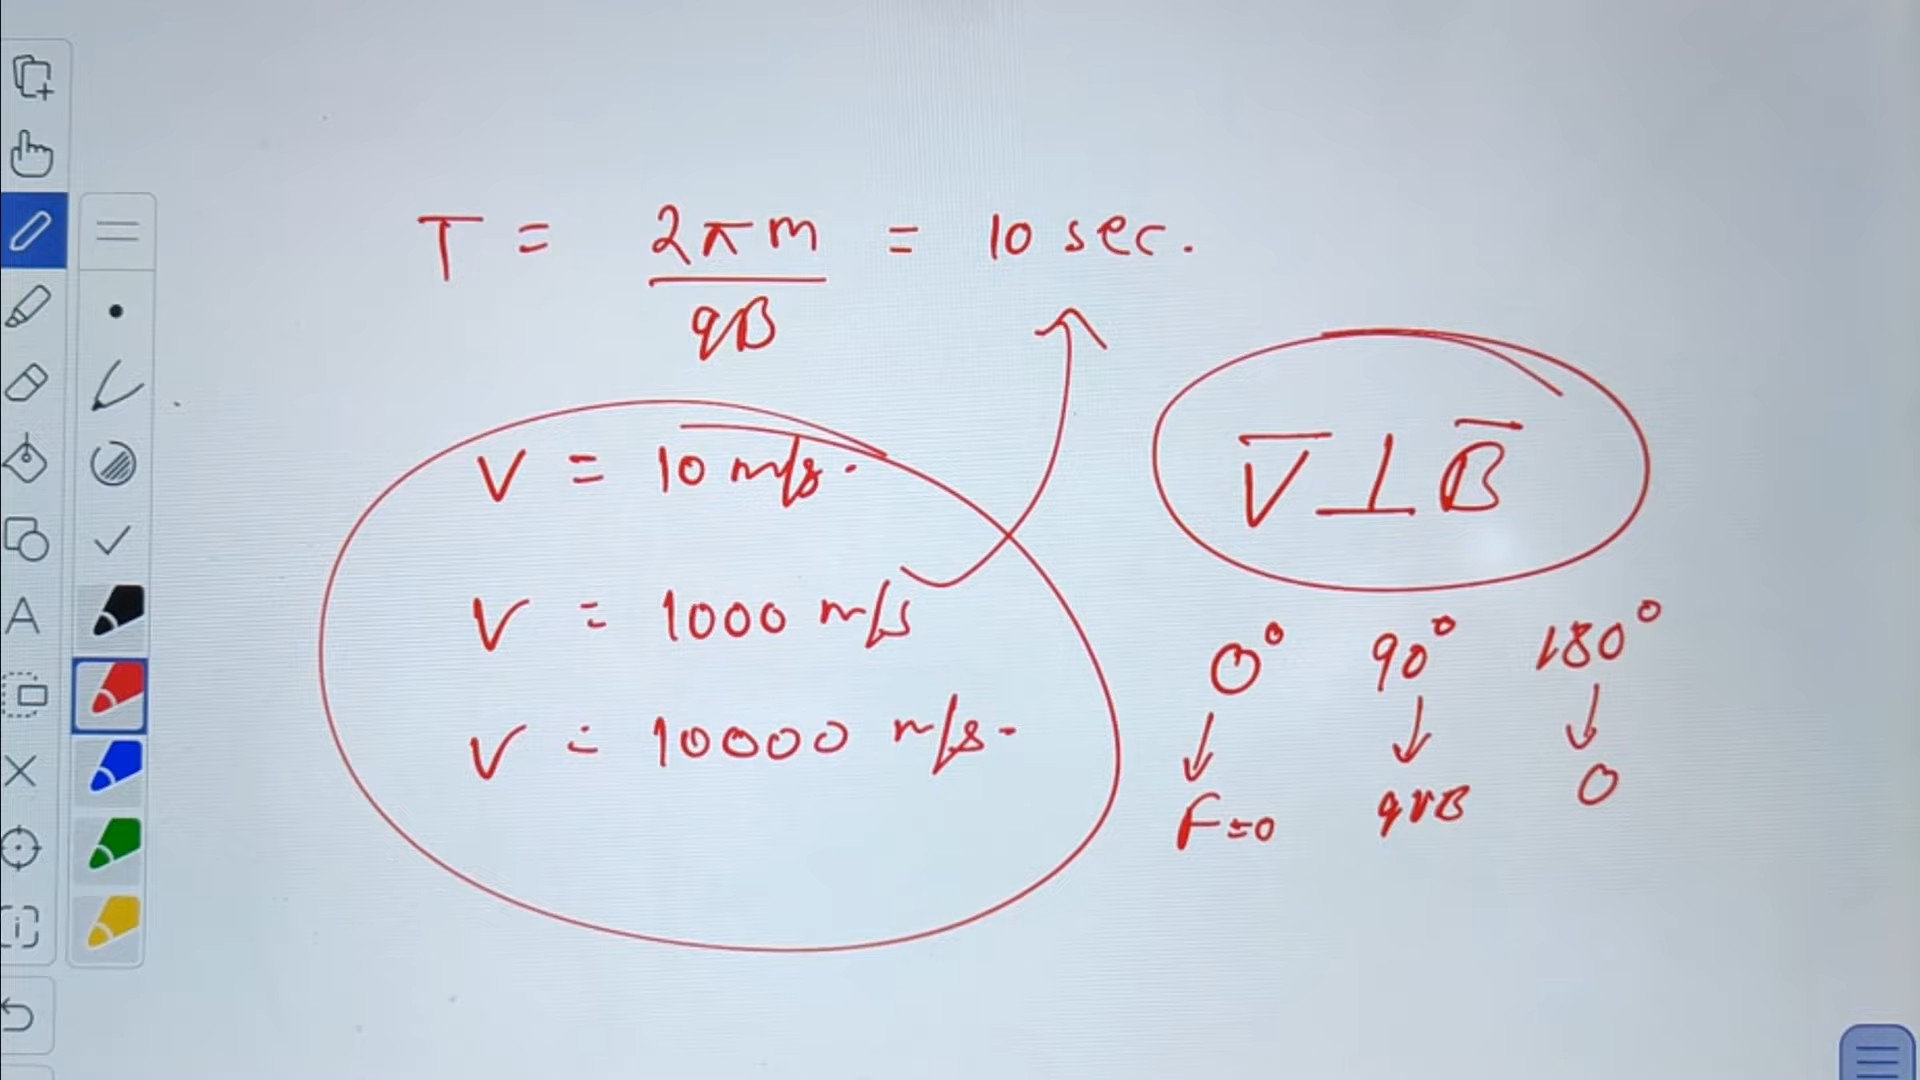 T = 2πm / qB = 10 sec.
V = 10 m/s.
V = 1000 m/s
V = 10000 m/s.
V ⊥ B
0° 90° 180°
↓ ↓ ↓
F=0 qvB 0